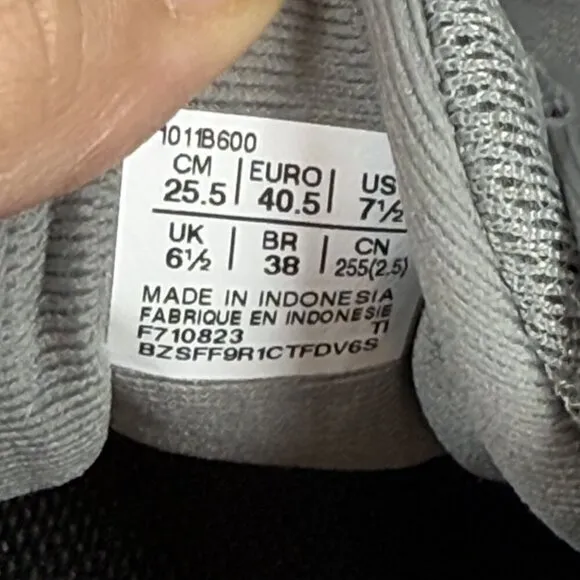 1011B600
CM 25.5 | EURO 40.5 | US 7½
UK 6½ | BR 38 | CN 255(2.5)
MADE IN INDONESIA
FABRIQUE EN INDONESIE
F710823 TI
BZSFF9R1CTFDV6S